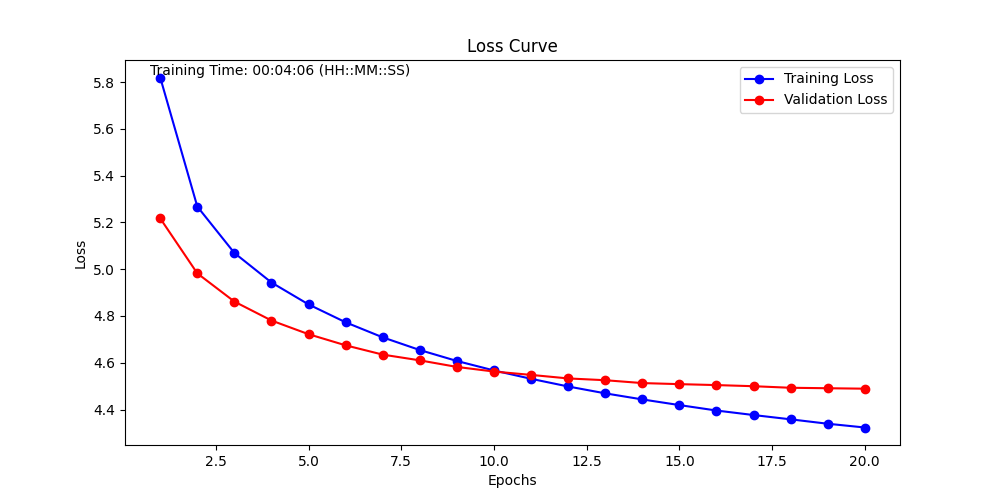 Loss Curve
Training Time: 00:04:06 (HH::MM::SS)
Training Loss
Validation Loss
5.8
5.6
5.4
5.2
5.0
4.8
4.6
4.4
Loss
2.5 5.0 7.5 10.0 12.5 15.0 17.5 20.0
Epochs